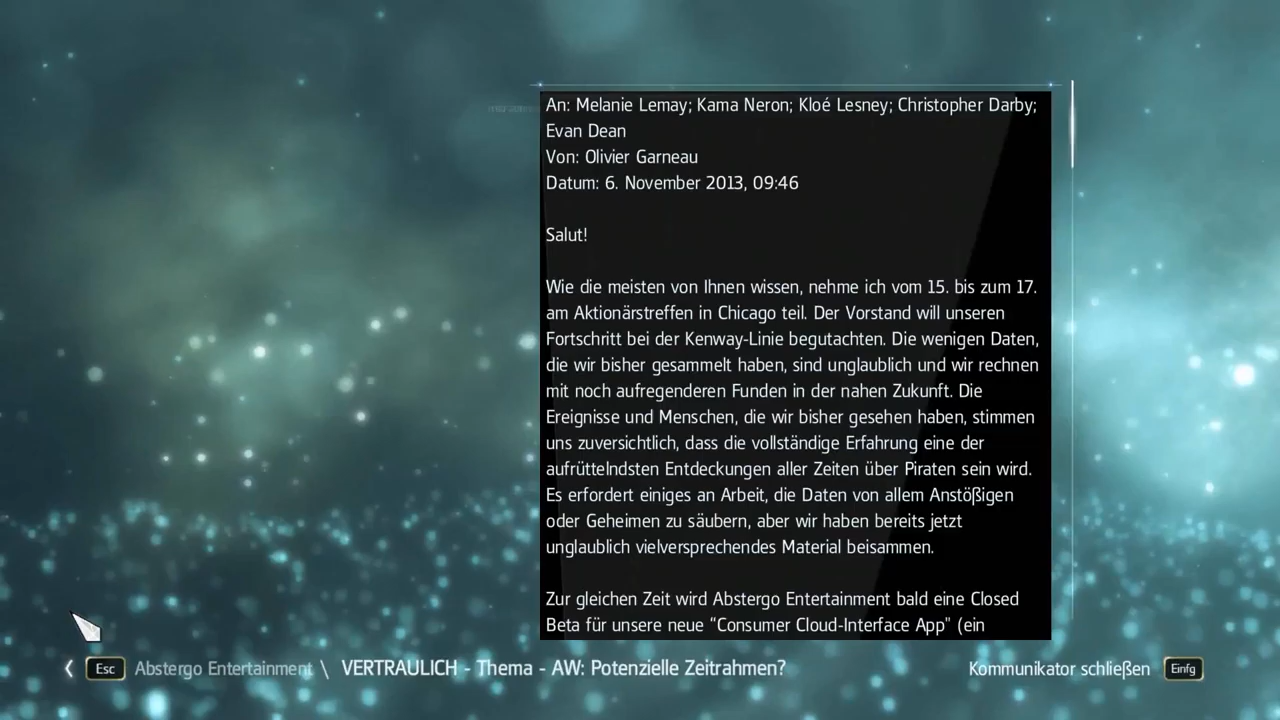 An: Melanie Lemay; Kama Neron; Kloé Lesney; Christopher Darby;
Evan Dean
Von: Olivier Garneau
Datum: 6. November 2013, 09:46
Salut!
Wie die meisten von Ihnen wissen, nehme ich vom 15. bis zum 17.
am Aktionärstreffen in Chicago teil. Der Vorstand will unseren
Fortschritt bei der Kenway-Linie begutachten. Die wenigen Daten,
die wir bisher gesammelt haben, sind unglaublich und wir rechnen
mit noch aufregenderen Funden in der nahen Zukunft. Die
Ereignisse und Menschen, die wir bisher gesehen haben, stimmen
uns zuversichtlich, dass die vollständige Erfahrung eine der
aufrüttelndsten Entdeckungen aller Zeiten über Piraten sein wird.
Es erfordert einiges an Arbeit, die Daten von allem Anstößigen
oder Geheimen zu säubern, aber wir haben bereits jetzt
unglaublich vielversprechendes Material beisammen.
Zur gleichen Zeit wird Abstergo Entertainment bald eine Closed
Beta für unsere neue “Consumer Cloud-Interface App" (ein
Esc Abstergo Entertainment \ VERTRAULICH - Thema - AW: Potenzielle Zeitrahmen?
Kommunikator schließen Einfg